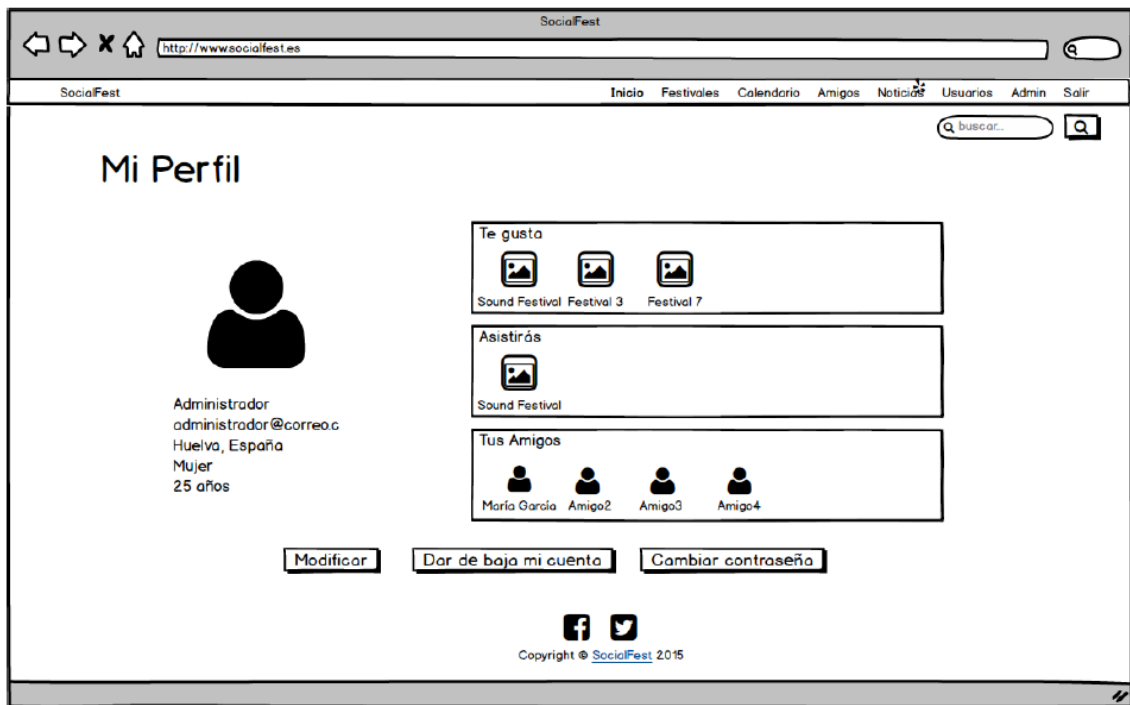 SocialFest
http://www.socialfest.es
SocialFest Inicio Festivales Calendario Amigos Noticias Usuarios Admin Salir
buscar...
Mi Perfil
Te gusta
Sound Festival Festival 3 Festival 7
Asistirás
Sound Festival
Administrador
administrador@correo.c
Huelva, España
Mujer
25 años
Tus Amigos
María García Amigo2 Amigo3 Amigo4
Modificar Dar de baja mi cuenta Cambiar contraseña
Copyright © SocialFest 2015